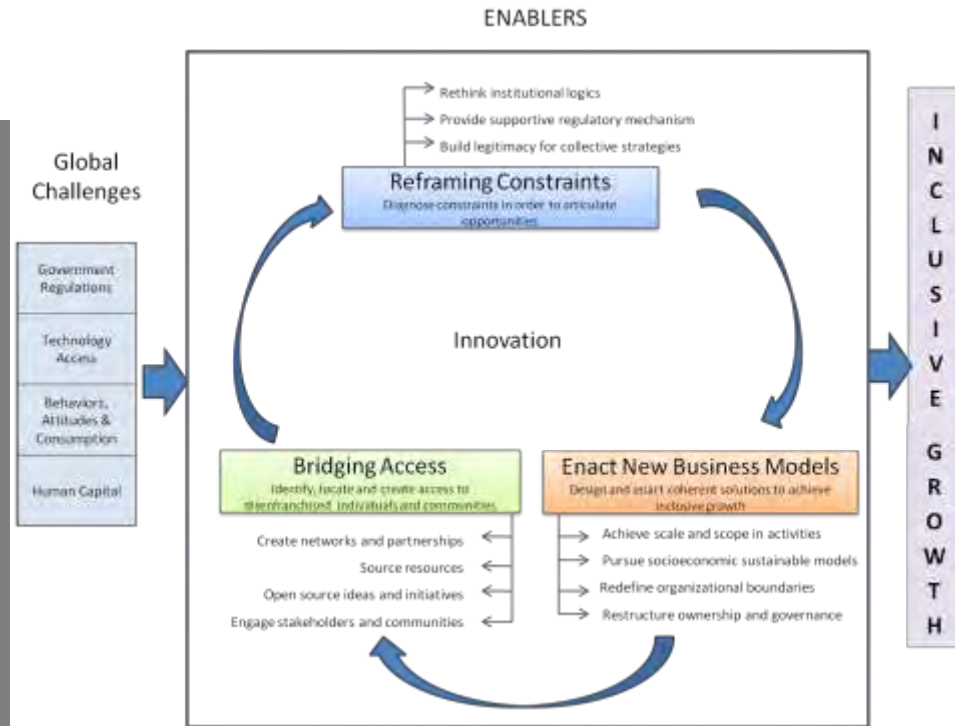 ENABLERS
Global
Challenges
Government
Regulations
Technology
Access
Behaviors,
Attitudes &
Consumption
Human Capital
Rethink institutional logics
Provide supportive regulatory mechanism
Build legitimacy for collective strategies
Reframing Constraints
Diagnose constraints in order to articulate
opportunities
Innovation
Bridging Access
Identify, locate and create access to
disenfranchised individuals and communities
Create networks and partnerships
Source resources
Open source ideas and initiatives
Engage stakeholders and communities
Enact New Business Models
Design and enact coherent solutions to achieve
inclusive growth
Achieve scale and scope in activities
Pursue socioeconomic sustainable models
Redefine organizational boundaries
Restructure ownership and governance
INCLUSIVE GROWTH